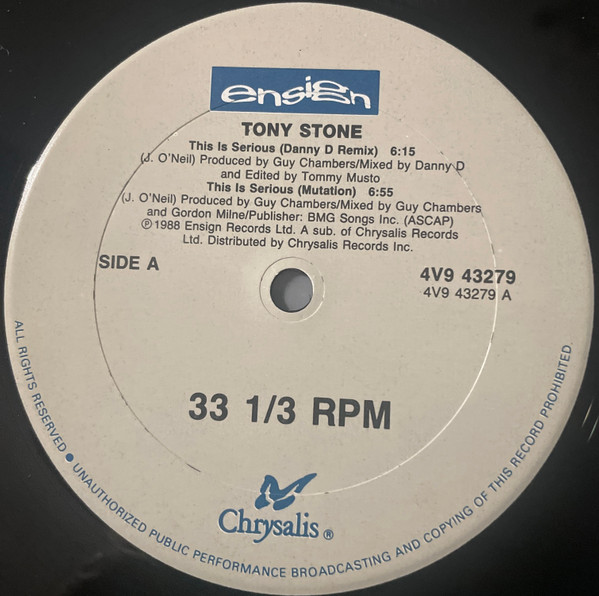 ensign
TONY STONE
This Is Serious (Danny D Remix) 6:15
(J. O'Neil) Produced by Guy Chambers/Mixed by Danny D
and Edited by Tommy Musto
This Is Serious (Mutation) 6:55
(J. O'Neil) Produced by Guy Chambers/Mixed by Guy Chambers
and Gordon Milne/Publisher: BMG Songs Inc. (ASCAP)
℗1988 Ensign Records Ltd. A sub. of Chrysalis Records
Ltd. Distributed by Chrysalis Records Inc.
SIDE A
4V9 43279
4V9 43279 A
33 1/3 RPM
Chrysalis ®
ALL RIGHTS RESERVED ● UNAUTHORIZED PUBLIC PERFORMANCE BROADCASTING AND COPYING OF THIS RECORD PROHIBITED.